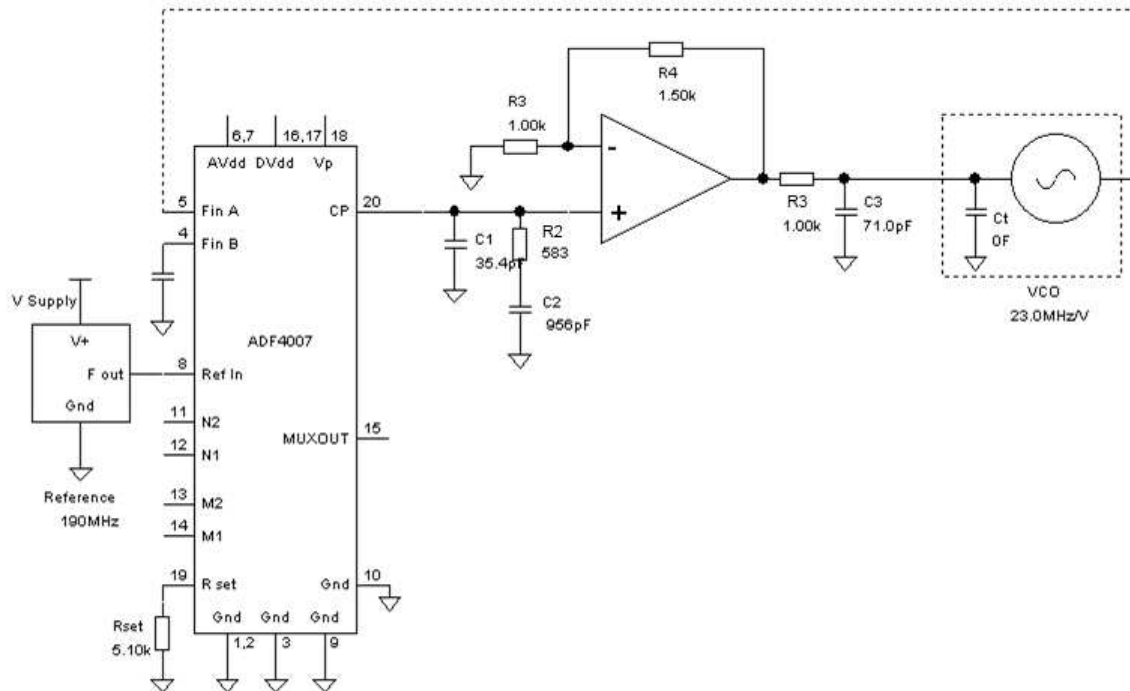 R4
1.50k
R3
1.00k
6,7
16,17
18
AVdd
DVdd
Vp
5
Fin A
CP
20
4
Fin B
-
+
C1
35.4pF
R2
583
C2
956pF
R3
1.00k
C3
71.0pF
Ct
0F
VCO
23.0MHz/V
V Supply
V+
F out
Gnd
Reference
190MHz
ADF4007
8
Ref In
11
N2
12
N1
MUXOUT
15
13
M2
14
M1
19
R set
Gnd
10
Rset
5.10k
Gnd
Gnd
Gnd
1,2
3
9